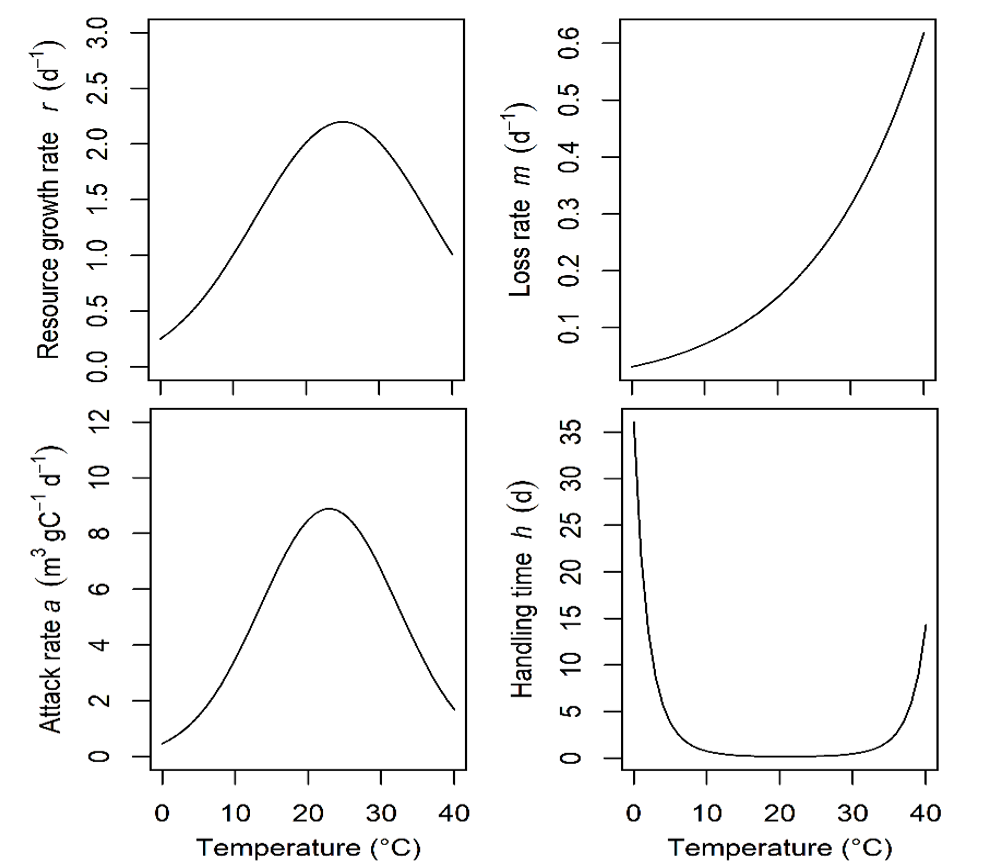 Resource growth rate r (d⁻¹)
0.0 0.5 1.0 1.5 2.0 2.5 3.0
Loss rate m (d⁻¹)
0.1 0.2 0.3 0.4 0.5 0.6
Attack rate a (m³ gC⁻¹ d⁻¹)
0 2 4 6 8 10 12
0 10 20 30 40
Temperature (°C)
Handling time h (d)
0 5 10 15 20 25 30 35
0 10 20 30 40
Temperature (°C)